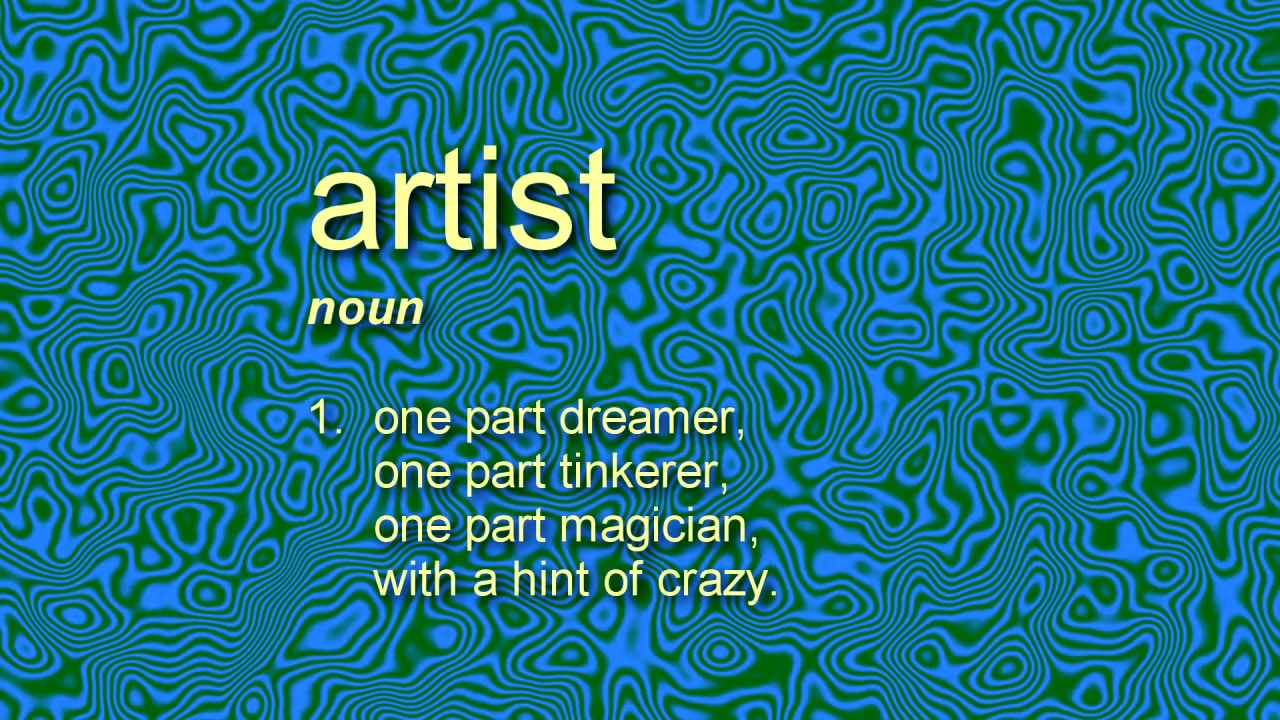 artist
noun
1. one part dreamer,
one part tinkerer,
one part magician,
with a hint of crazy.